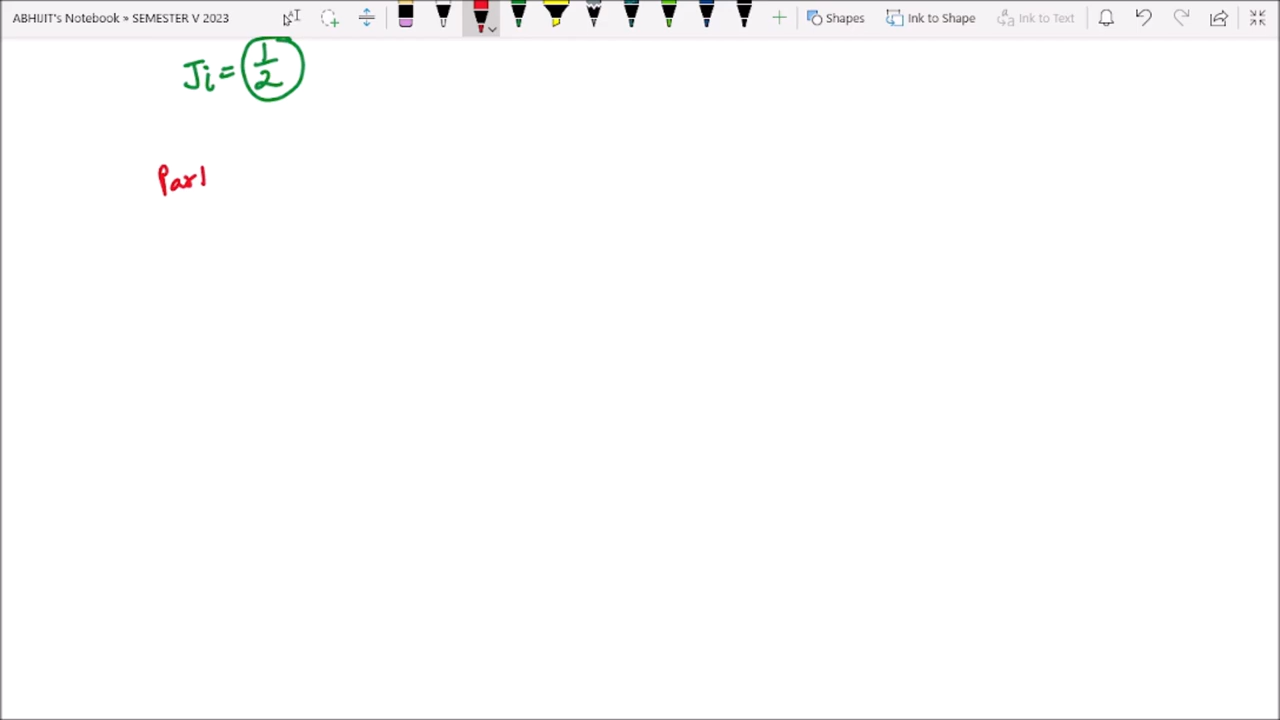 ABHIJIT's Notebook » SEMESTER V 2023 Shapes Ink to Shape Ink to Text
Ji = 1/2
Par